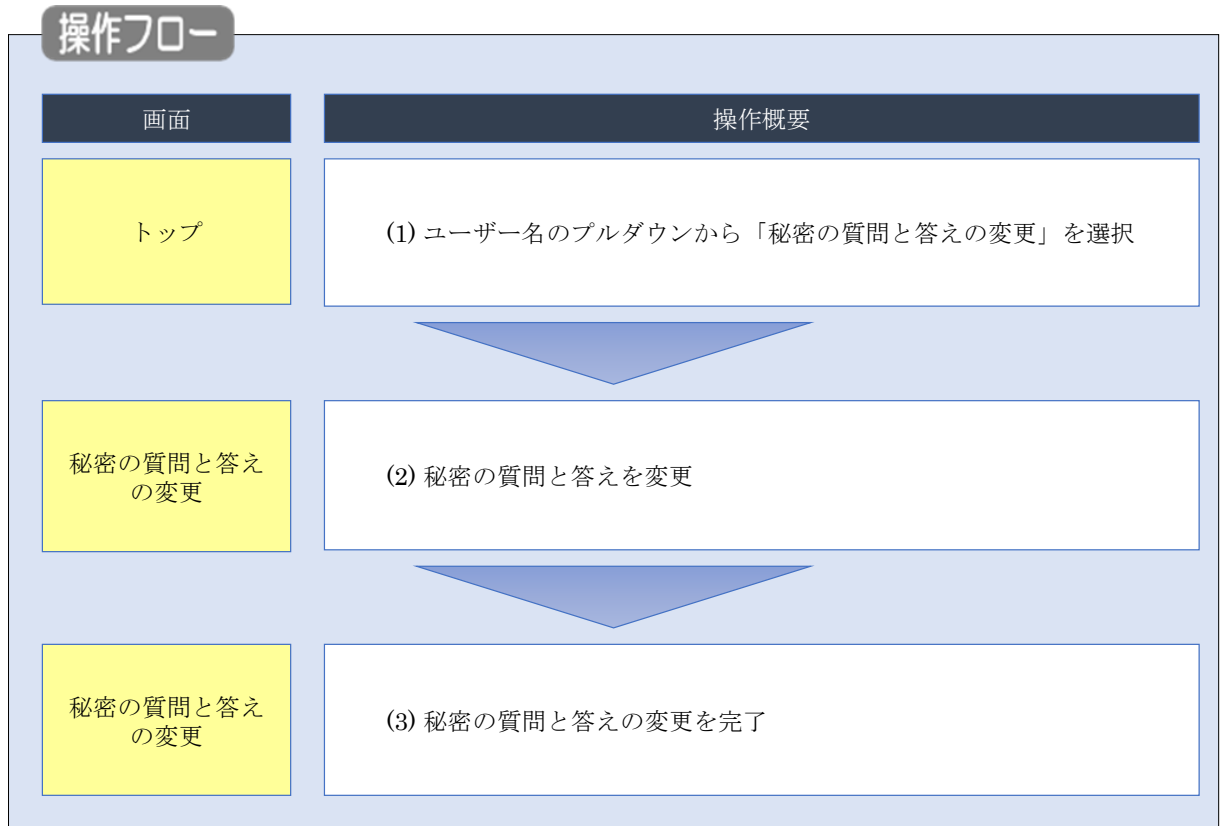 操作フロー
画面
操作概要
トップ
(1) ユーザー名のプルダウンから「秘密の質問と答えの変更」を選択
秘密の質問と答え
の変更
(2) 秘密の質問と答えを変更
秘密の質問と答え
の変更
(3) 秘密の質問と答えの変更を完了